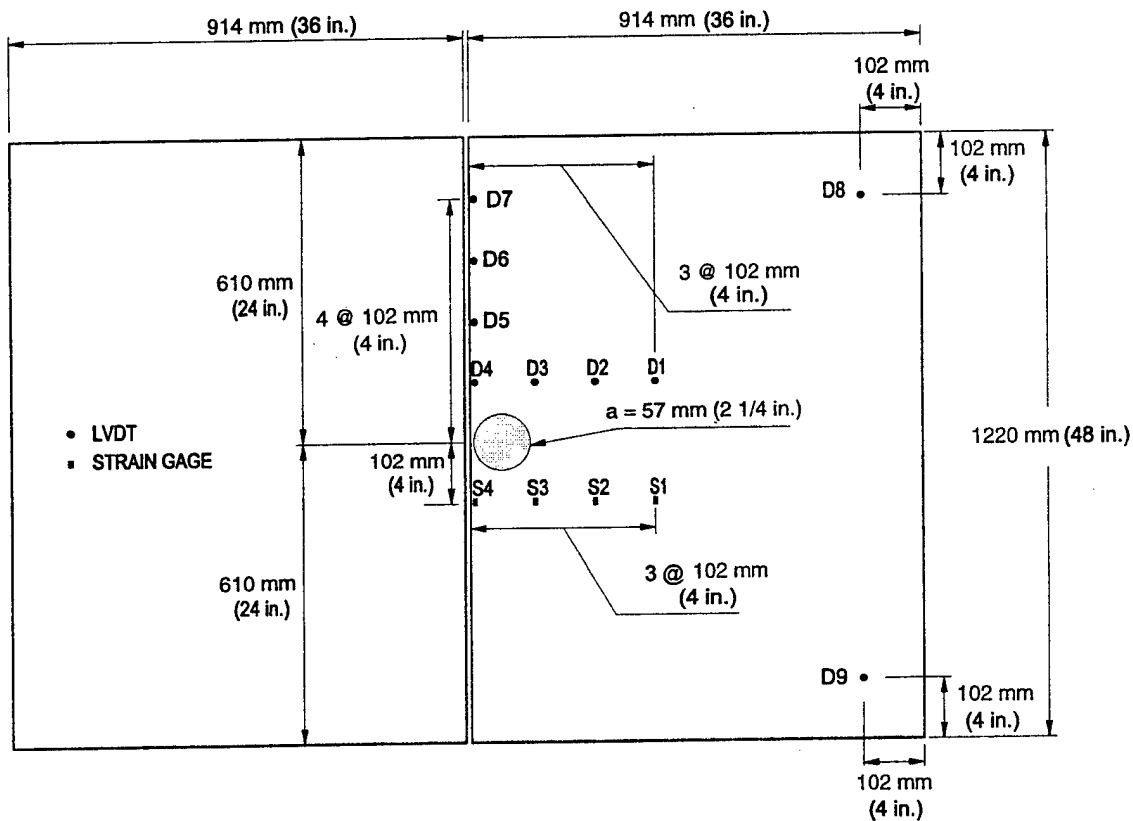 914 mm (36 in.)
914 mm (36 in.)
102 mm
(4 in.)
102 mm
(4 in.)
D8
D7
D6
D5
3 @ 102 mm
(4 in.)
610 mm
(24 in.)
4 @ 102 mm
(4 in.)
D4
D3
D2
D1
a = 57 mm (2 1/4 in.)
1220 mm (48 in.)
LVDT
STRAIN GAGE
102 mm
(4 in.)
S4
S3
S2
S1
3 @ 102 mm
(4 in.)
610 mm
(24 in.)
D9
102 mm
(4 in.)
102 mm
(4 in.)